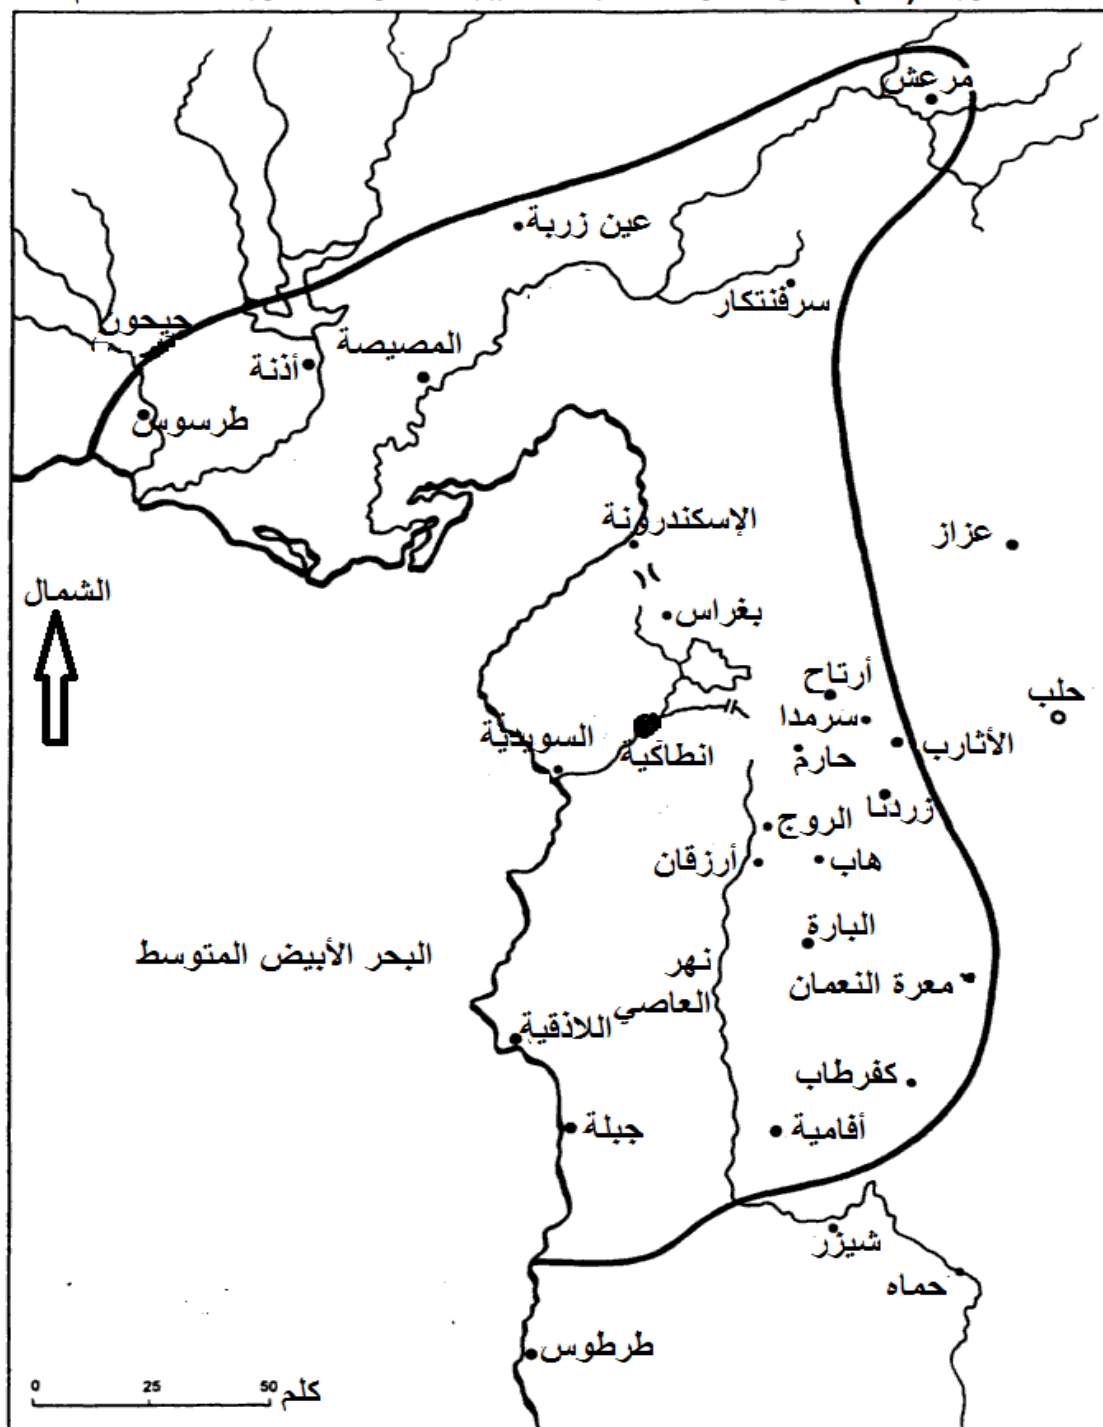 مرعش
عين زربة
سرفنتكار
جيحون
المصيصة
أذنة
طرسوس
الإسكندرونة
عزاز
الشمال
بغراس
أرتاح
حلب
سرمدا
السويدية
انطاكية
حارم
الأثارب
زردنا
الروج
أرزقان
هاب
البارة
البحر الأبيض المتوسط
نهر
العاصي
معرة النعمان
اللاذقية
كفرطاب
جبلة
أفامية
شيزر
حماه
طرطوس
0 25 50 كلم